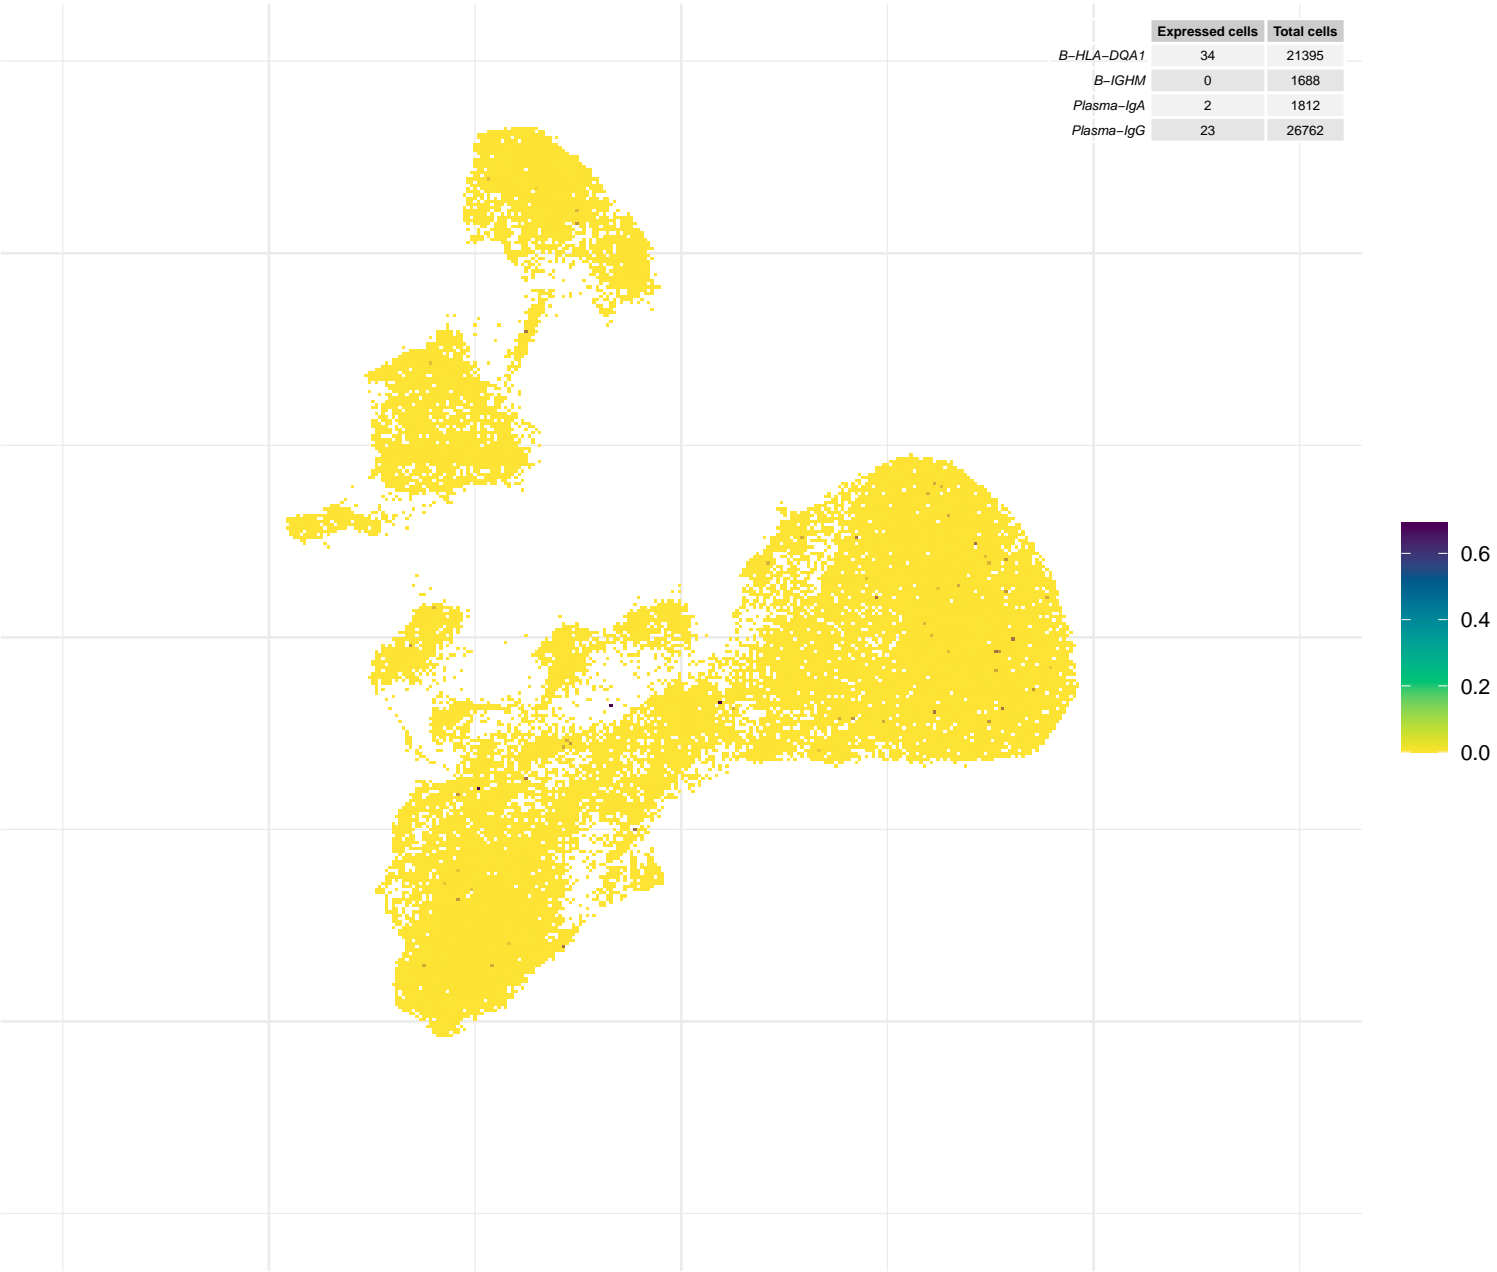 Expressed cells Total cells
B−HLA−DQA1 34 21395
B−IGHM 0 1688
Plasma−IgA 2 1812
Plasma−IgG 23 26762
0.6
0.4
0.2
0.0